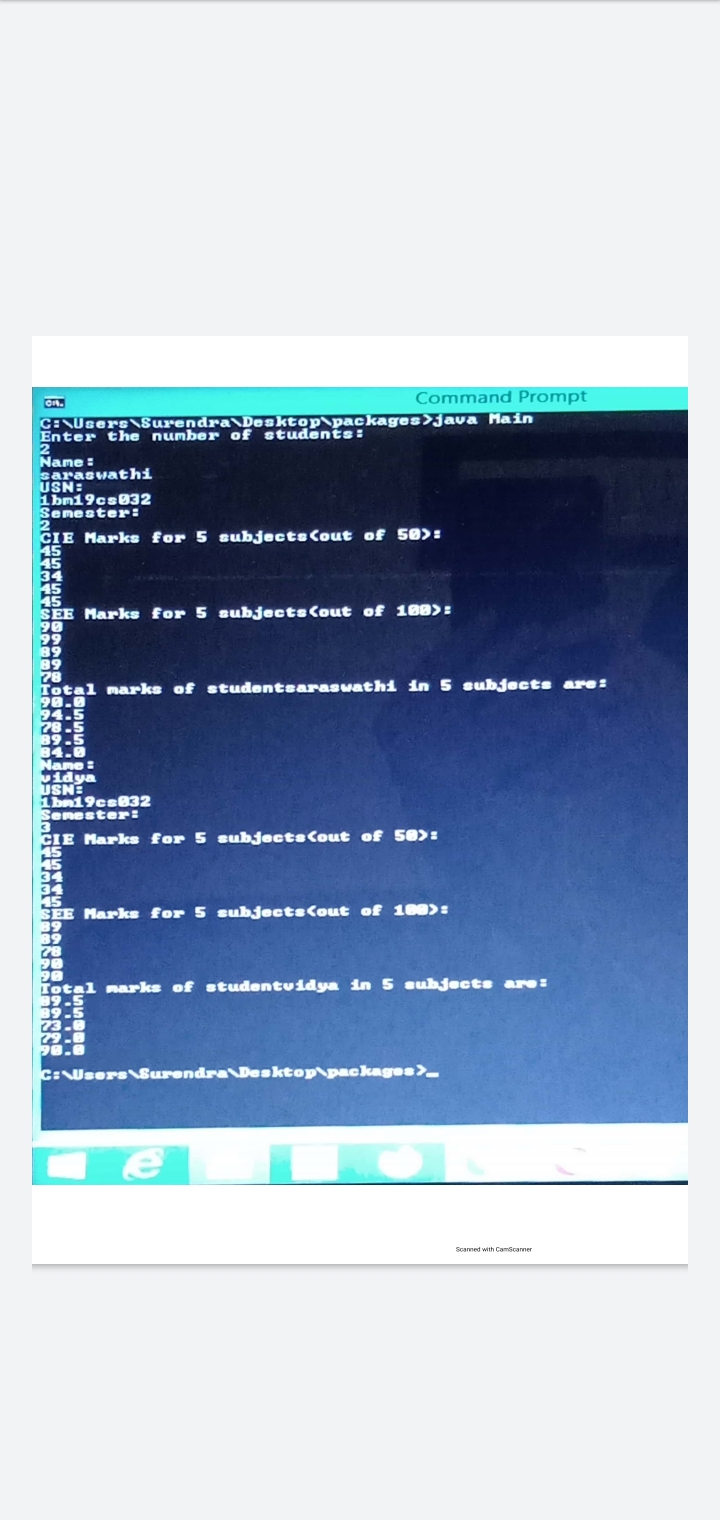 Command Prompt
C:\Users\Surendra\Desktop\packages>java Main
Enter the number of students:
2
Name:
saraswathi
USN:
1bm19cs032
Semester:
2
CIE Marks for 5 subjects(out of 50):
45
45
34
45
45
SEE Marks for 5 subjects(out of 100):
90
99
89
89
78
Total marks of studentsaraswathi in 5 subjects are:
90.0
94.5
78.5
89.5
84.0
Name:
vidya
USN:
1bm19cs032
Semester:
3
CIE Marks for 5 subjects(out of 50):
45
45
34
34
45
SEE Marks for 5 subjects(out of 100):
89
89
78
90
90
Total marks of studentvidya in 5 subjects are:
89.5
89.5
73.0
79.0
90.0
C:\Users\Surendra\Desktop\packages>_
Scanned with CamScanner